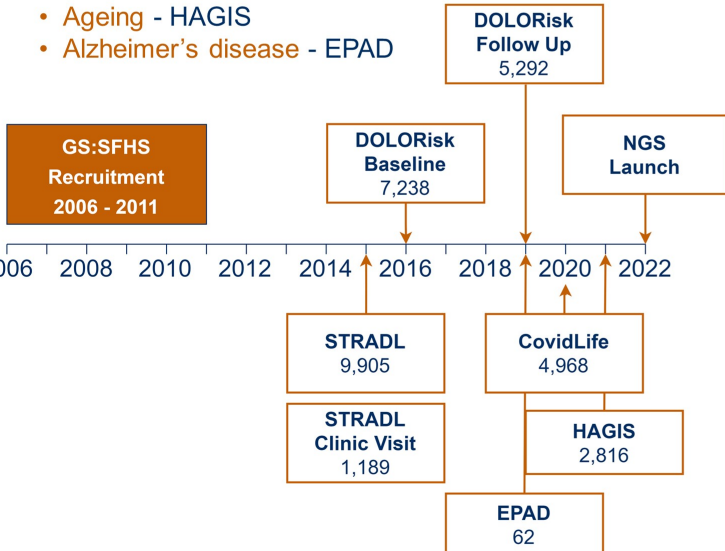 • Ageing - HAGIS
• Alzheimer's disease - EPAD
DOLORisk
Follow Up
5,292
GS:SFHS
Recruitment
2006 - 2011
DOLORisk
Baseline
7,238
NGS
Launch
006 2008 2010 2012 2014 2016 2018 2020 2022
STRADL
9,905
CovidLife
4,968
STRADL
Clinic Visit
1,189
HAGIS
2,816
EPAD
62